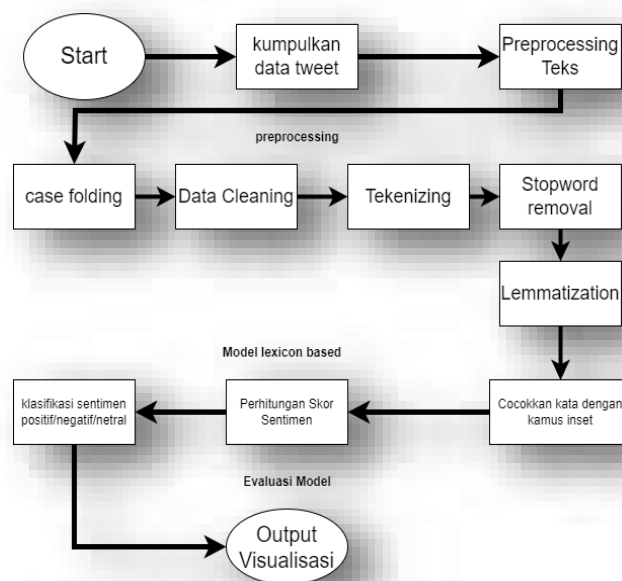 Start
kumpulkan
data tweet
Preprocessing
Teks
preprocessing
case folding
Data Cleaning
Tekenizing
Stopword
removal
Lemmatization
Model lexicon based
klasifikasi sentimen
positif/negatif/netral
Perhitungan Skor
Sentimen
Cocokkan kata dengan
kamus inset
Evaluasi Model
Output
Visualisasi